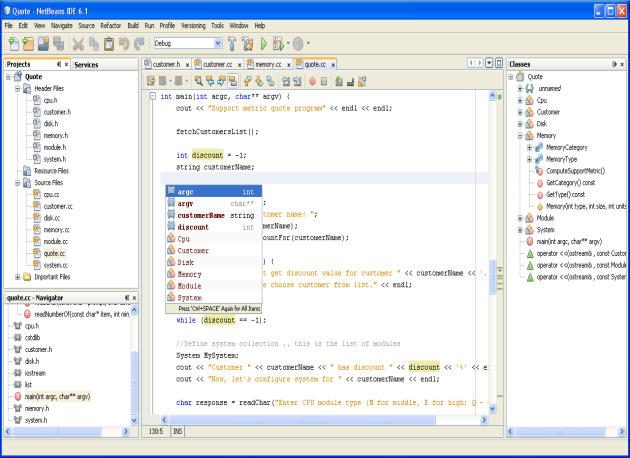 Quote - NetBeans IDE 6.1
File Edit View Navigate Source Refactor Build Run Profile Versioning Tools Window Help
Debug
Projects
Services
Quote
Header Files
cpu.h
customer.h
disk.h
memory.h
module.h
system.h
Resource Files
Source Files
cpu.cc
customer.cc
disk.cc
memory.cc
module.cc
quote.cc
system.cc
Important Files
quote.cc - Navigator
readNumberOf(const char* item, int min
cpu.h
cstdlib
customer.h
disk.h
iostream
list
main(int argc, char** argv)
memory.h
system.h
customer.h
customer.cc
memory.cc
quote.cc
int main(int argc, char** argv) {
cout << "Support metric quote program" << endl << endl;
fetchCustomersList();
int discount = -1;
string customerName;
argc int
argv char**
customerName string
discount int
Cpu
Customer
Disk
Memory
Module
System
Press 'Ctrl+SPACE' Again for All Items
;
tomer name: ";
erName);
ountFor(customerName);
) {
t get discount value for customer " << customerName << '.
e choose customer from list." << endl;
while (discount == -1);
//Define system collection .. this is the list of modules
System MySystem;
cout << "Customer " << customerName << " has discount " << discount << '%' << e
cout << "Now, let's configure system for " << customerName << endl;
char response = readChar("Enter CPU module type (M for middle, E for high; Q -
130:5 INS
Classes
Quote
unnamed
Cpu
Customer
Disk
Memory
MemoryCategory
MemoryType
ComputeSupportMetric()
GetCategory() const
GetType() const
Memory(int type, int size, int units
Module
System
main(int argc, char** argv)
operator <<(ostream& , const Custo
operator <<(ostream& , const Modul
operator <<(ostream& , const Syster